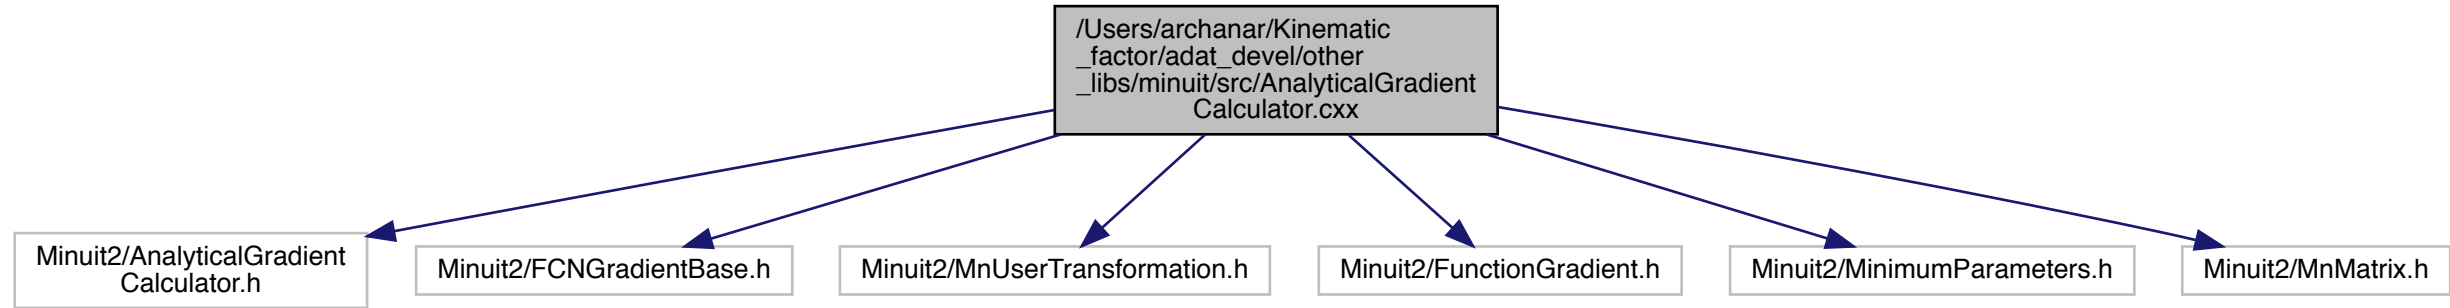 /Users/archanar/Kinematic
_factor/adat_devel/other
_libs/minuit/src/AnalyticalGradient
Calculator.cxx
Minuit2/AnalyticalGradient
Calculator.h
Minuit2/FCNGradientBase.h
Minuit2/MnUserTransformation.h
Minuit2/FunctionGradient.h
Minuit2/MinimumParameters.h
Minuit2/MnMatrix.h